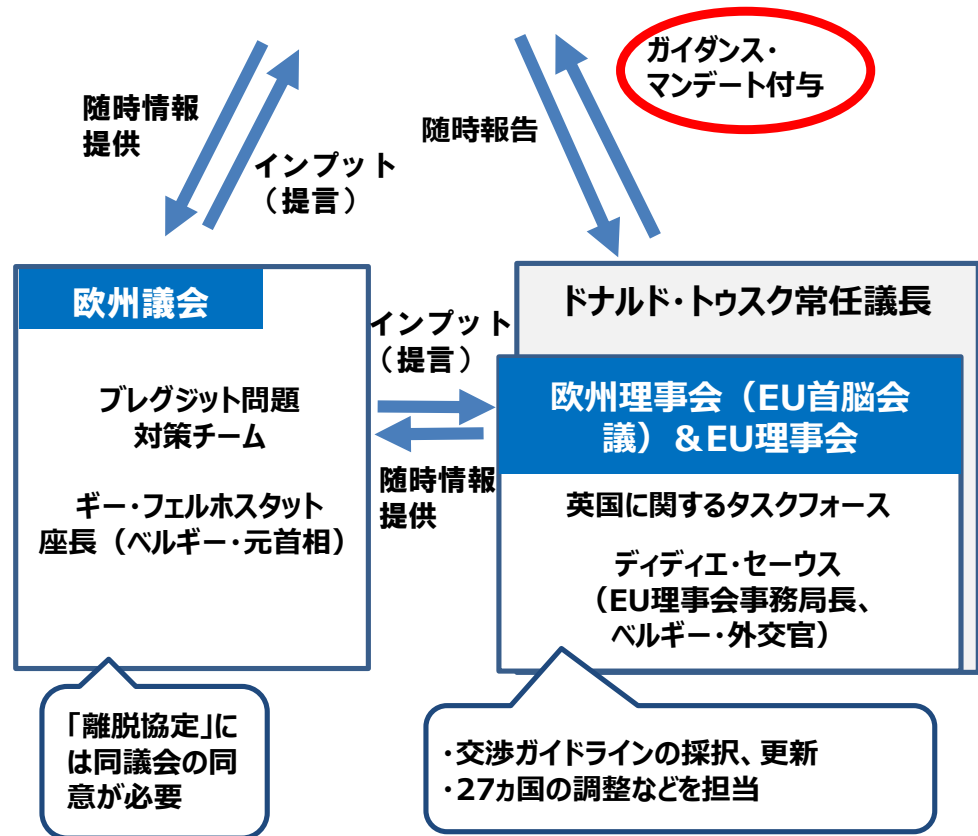 ガイダンス・
マンデート付与
随時情報
提供
随時報告
インプット
（提言）
欧州議会
ブレグジット問題
対策チーム
ギー・フェルホスタット
座長（ベルギー・元首相）
インプット
（提言）
随時情報
提供
ドナルド・トゥスク常任議長
欧州理事会（EU首脳会
議）＆EU理事会
英国に関するタスクフォース
ディディエ・セーウス
（EU理事会事務局長、
ベルギー・外交官）
「離脱協定」に
は同議会の同
意が必要
・交渉ガイドラインの採択、更新
・27ヵ国の調整などを担当